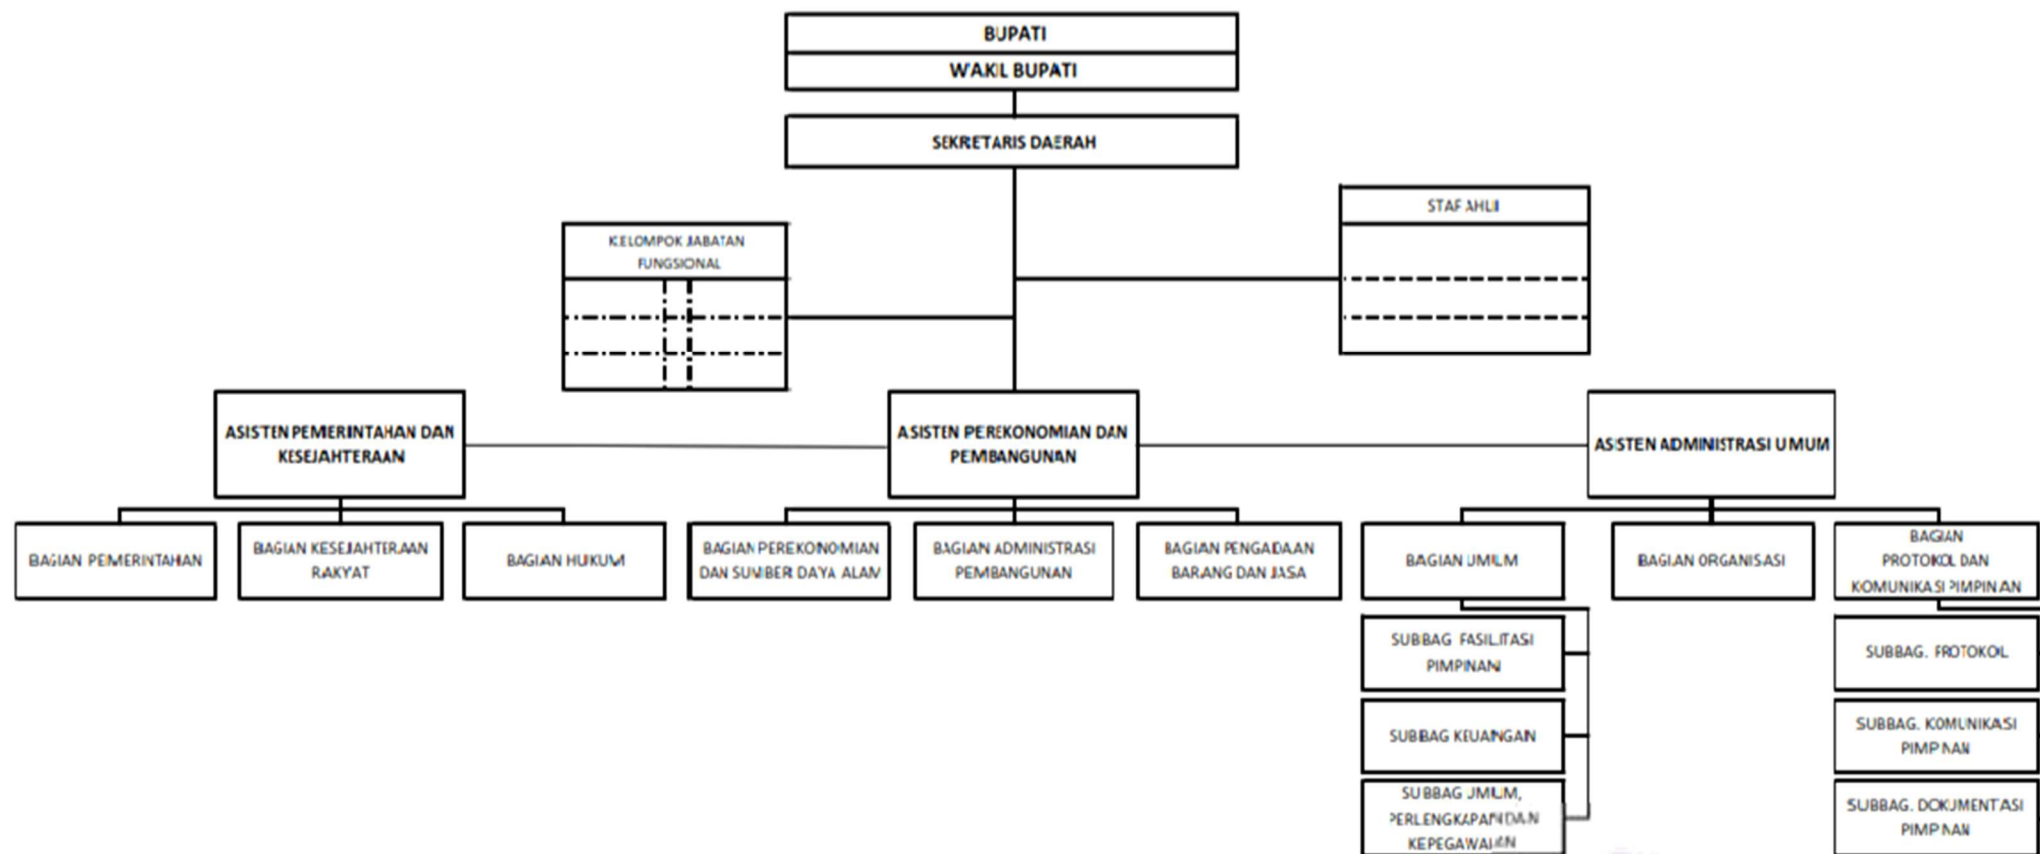 BUPATI
WAKIL BUPATI
SEKRETARIS DAERAH
STAF AHLI
KELOMPOK JABATAN
FUNGSIONAL
ASISTEN PEMERINTAHAN DAN
KESEJAHTERAAN
ASISTEN PEREKONOMIAN DAN
PEMBANGUNAN
ASISTEN ADMINISTRASI UMUM
BAGIAN PEMERINTAHAN
BAGIAN KESEJAHTERAAN
RAKYAT
BAGIAN HUKUM
BAGIAN PEREKONOMIAN
DAN SUMBER DAYA ALAM
BAGIAN ADMINISTRASI
PEMBANGUNAN
BAGIAN PENGADAAN
BARANG DAN JASA
BAGIAN UMUM
BAGIAN ORGANISASI
BAGIAN
PROTOKOL DAN
KOMUNIKASI PIMPINAN
SUBBAG FASILITASI
PIMPINAN
SUBBAG KEUANGAN
SUBBAG UMUM,
PERLENGKAPAN DAN
KEPEGAWAIAN
SUBBAG. PROTOKOL
SUBBAG. KOMUNIKASI
PIMPINAN
SUBBAG. DOKUMENTASI
PIMPINAN